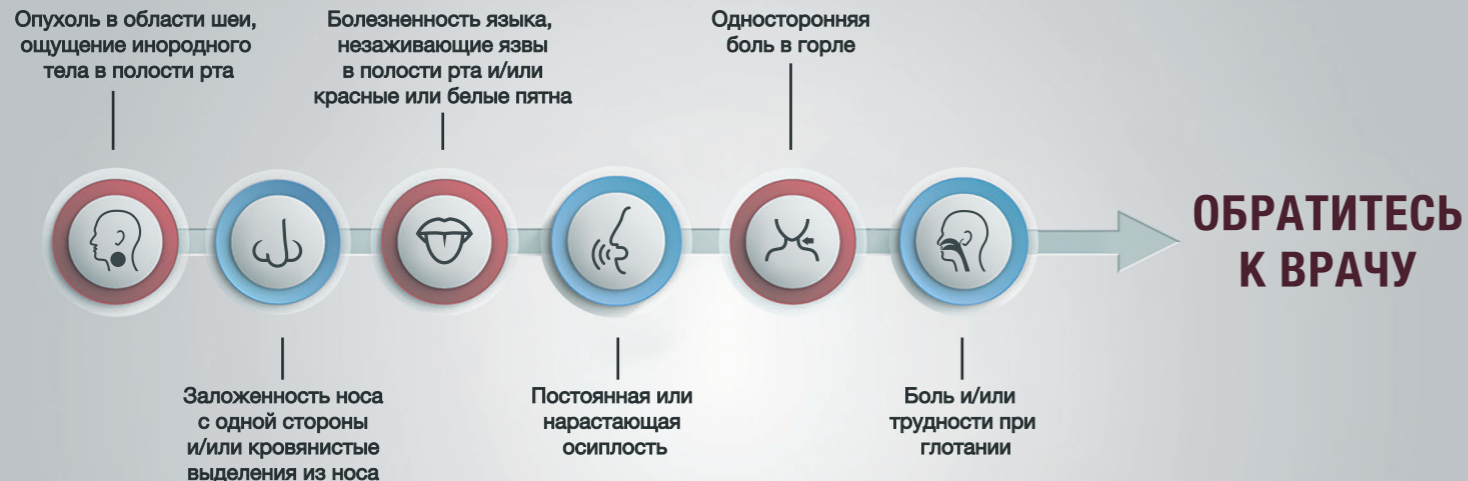 Опухоль в области шеи,
ощущение инородного
тела в полости рта
Заложенность носа
с одной стороны
и/или кровянистые
выделения из носа
Болезненность языка,
незаживающие язвы
в полости рта и/или
красные или белые пятна
Постоянная или
нарастающая
осиплость
Односторонняя
боль в горле
Боль и/или
трудности при
глотании
ОБРАТИТЕСЬ
К ВРАЧУ